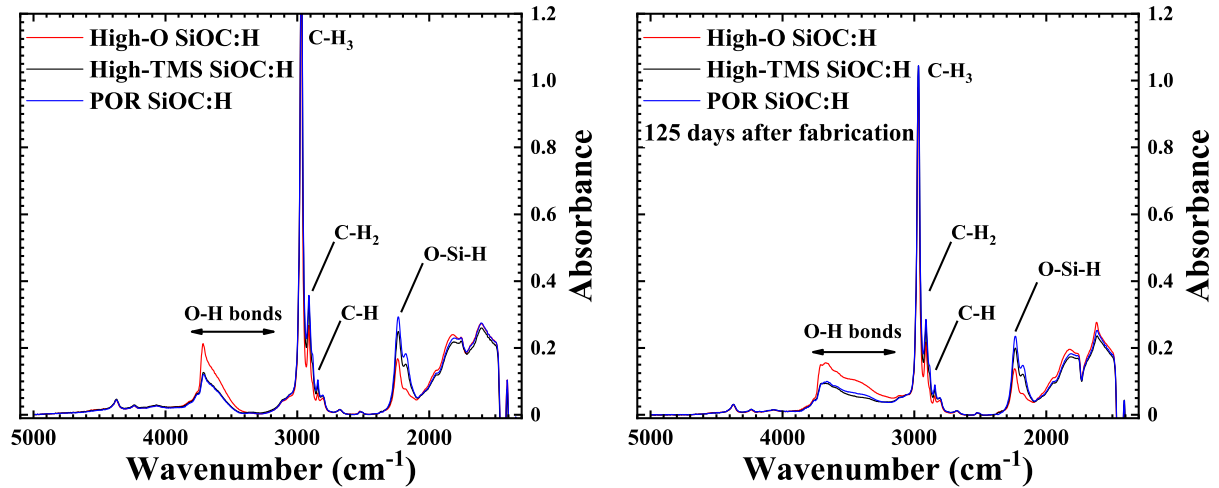 High-O SiOC:H
High-TMS SiOC:H
POR SiOC:H
C-H₃
C-H₂
O-Si-H
O-H bonds
C-H
1.2
1.0
0.8
0.6
0.4
0.2
0
Absorbance
5000 4000 3000 2000
Wavenumber (cm⁻¹)
High-O SiOC:H
High-TMS SiOC:H
POR SiOC:H
125 days after fabrication
C-H₃
C-H₂
O-Si-H
O-H bonds
C-H
1.2
1.0
0.8
0.6
0.4
0.2
0
Absorbance
5000 4000 3000 2000
Wavenumber (cm⁻¹)